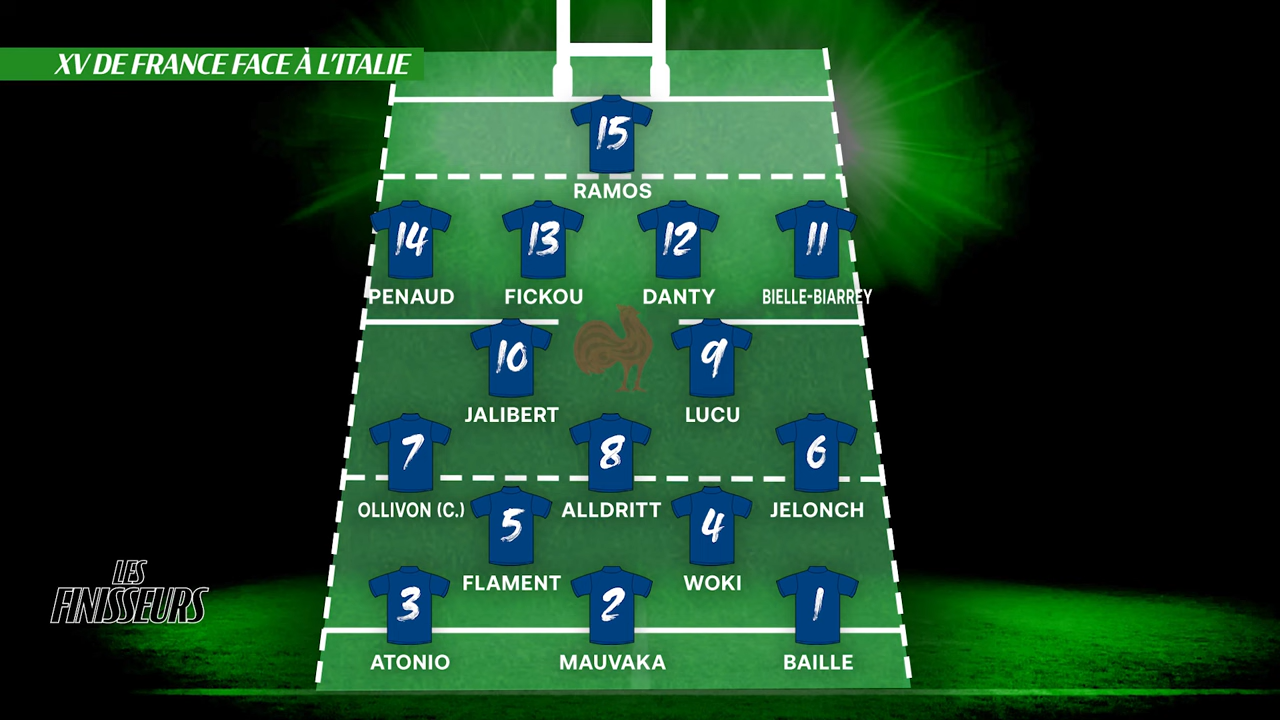 XV DE FRANCE FACE À L'ITALIE
15
RAMOS
14 13 12 11
PENAUD FICKOU DANTY BIELLE-BIARREY
10 9
JALIBERT LUCU
7 8 6
OLLIVON (C.) ALLDRITT JELONCH
5 4
FLAMENT WOKI
LES
FINISSEURS
3 2 1
ATONIO MAUVAKA BAILLE